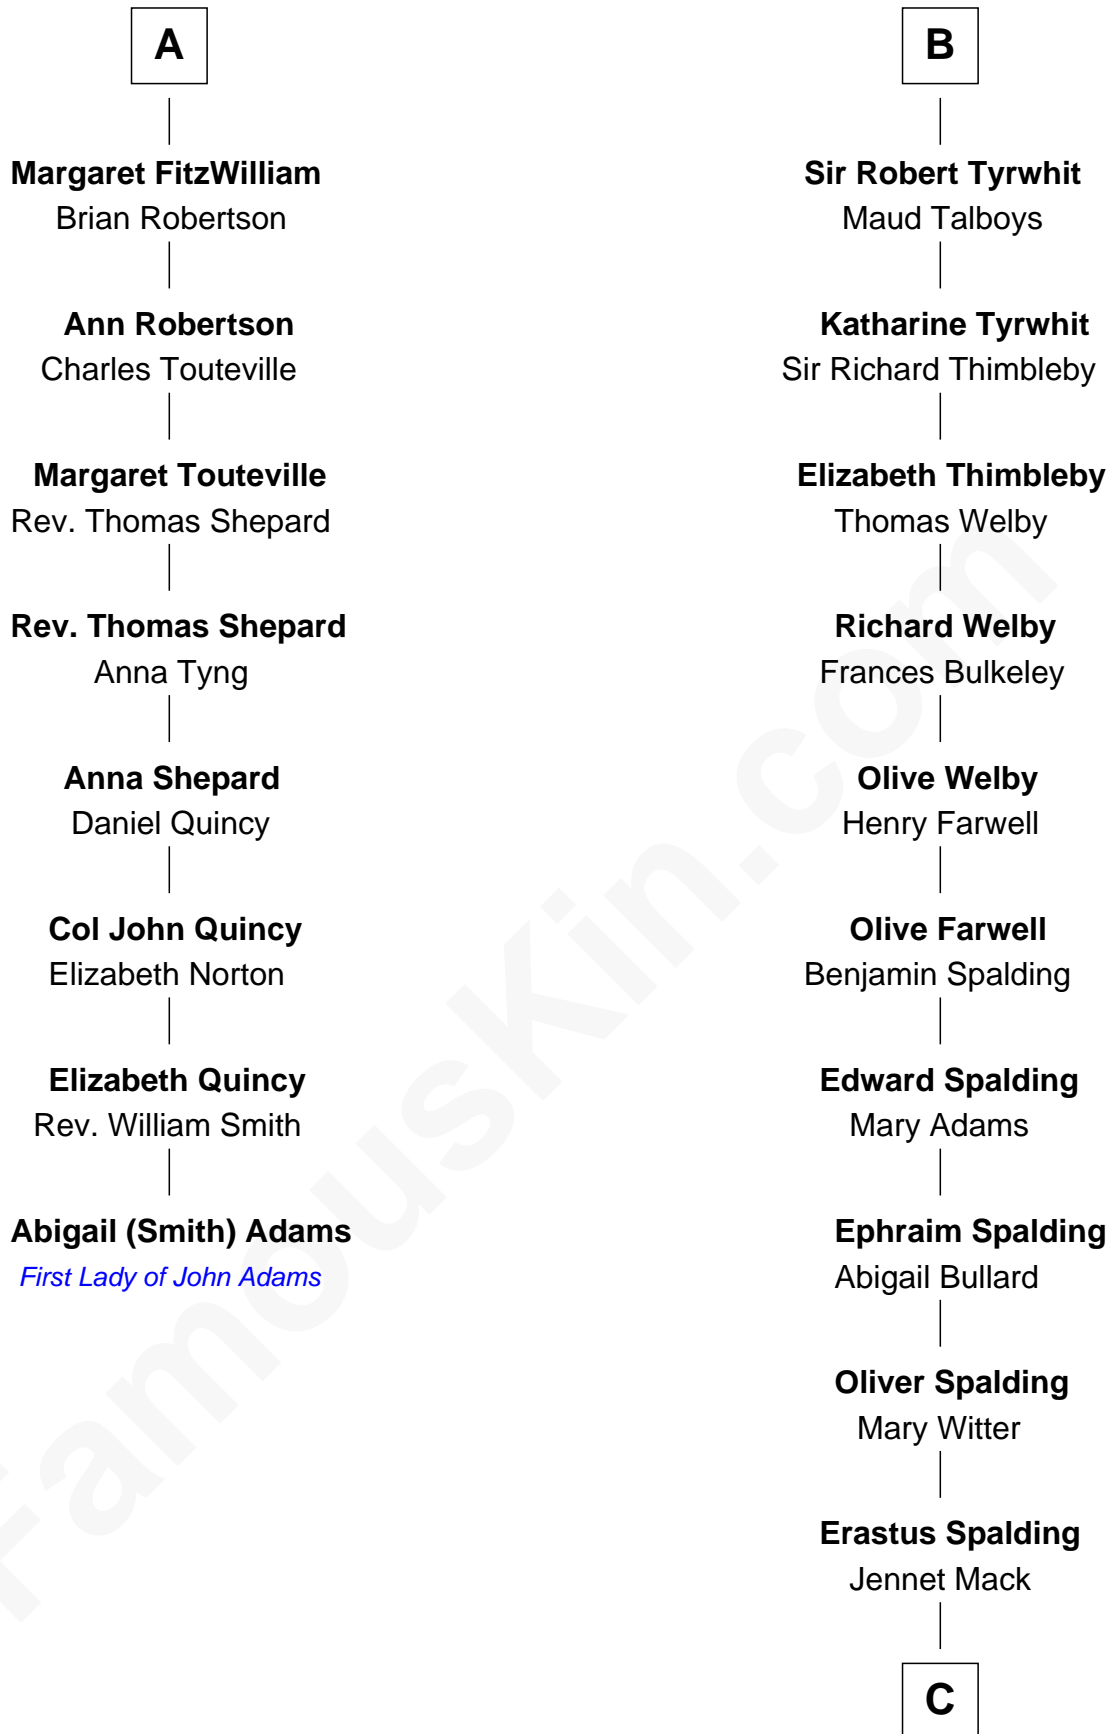 A
Margaret FitzWilliam
Brian Robertson
Ann Robertson
Charles Touteville
Margaret Touteville
Rev. Thomas Shepard
Rev. Thomas Shepard
Anna Tyng
Anna Shepard
Daniel Quincy
Col John Quincy
Elizabeth Norton
Elizabeth Quincy
Rev. William Smith
Abigail (Smith) Adams
First Lady of John Adams
B
Sir Robert Tyrwhit
Maud Talboys
Katharine Tyrwhit
Sir Richard Thimbleby
Elizabeth Thimbleby
Thomas Welby
Richard Welby
Frances Bulkeley
Olive Welby
Henry Farwell
Olive Farwell
Benjamin Spalding
Edward Spalding
Mary Adams
Ephraim Spalding
Abigail Bullard
Oliver Spalding
Mary Witter
Erastus Spalding
Jennet Mack
C
FamousKin.com